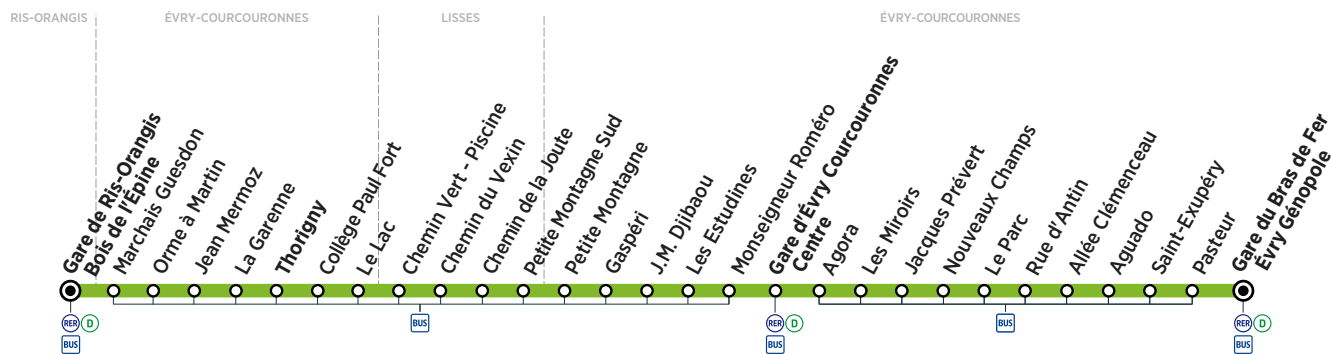 RIS-ORANGIS
ÉVRY-COURCOURONNES
LISSES
ÉVRY-COURCOURONNES
Gare de Ris-Orangis
Bois de l'Épine
Marchais Guesdon
Orme à Martin
Jean Mermoz
La Garenne
Thorigny
Collège Paul Fort
Le Lac
Chemin Vert - Piscine
Chemin du Vexin
Chemin de la Joute
Petite Montagne Sud
Petite Montagne
Gaspéri
J.M. Djibaou
Les Estudines
Monseigneur Roméro
Gare d'Évry Courcouronnes
Centre
Agora
Les Miroirs
Jacques Prévert
Nouveaux Champs
Le Parc
Rue d'Antin
Allée Clémenceau
Aguado
Saint-Exupéry
Pasteur
Gare du Bras de Fer
Évry Génopole
RER D
BUS
BUS
RER D
BUS
BUS
RER D
BUS